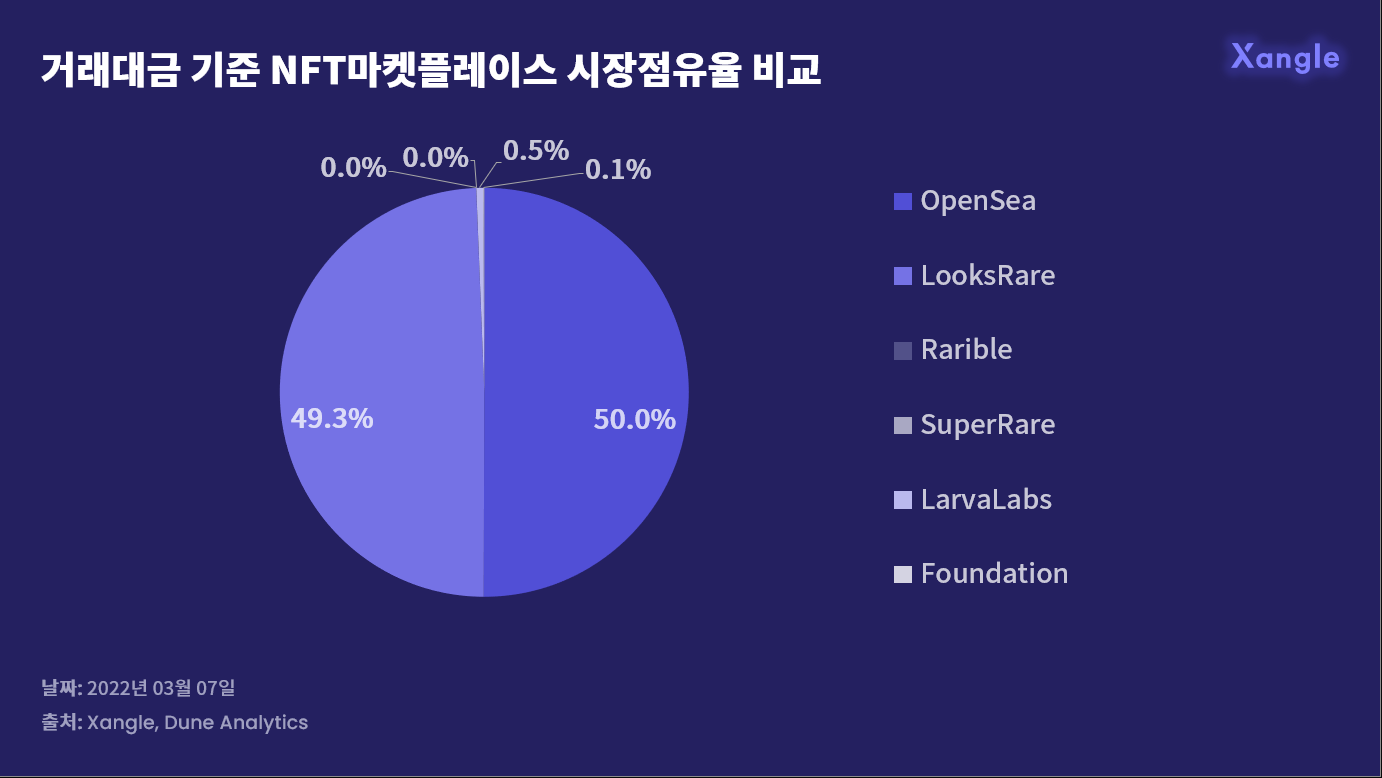 거래대금 기준 NFT마켓플레이스 시장점유율 비교
Xangle
0.0%
0.0%
0.5%
0.1%
49.3%
50.0%
OpenSea
LooksRare
Rarible
SuperRare
LarvaLabs
Foundation
날짜: 2022년 03월 07일
출처: Xangle, Dune Analytics